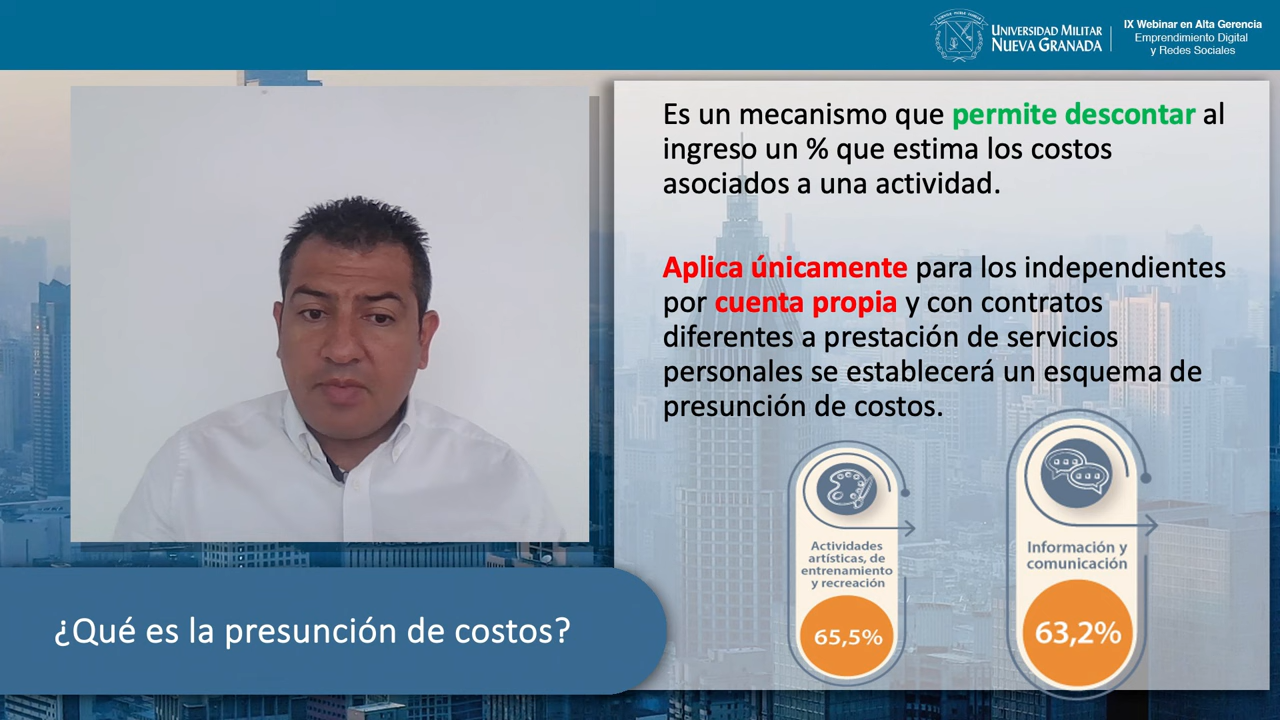 UNIVERSIDAD MILITAR
NUEVA GRANADA
IX Webinar en Alta Gerencia
Emprendimiento Digital
y Redes Sociales
Es un mecanismo que permite descontar al
ingreso un % que estima los costos
asociados a una actividad.
Aplica únicamente para los independientes
por cuenta propia y con contratos
diferentes a prestación de servicios
personales se establecerá un esquema de
presunción de costos.
Actividades
artísticas, de
entrenamiento
y recreación
65,5%
Información y
comunicación
63,2%
¿Qué es la presunción de costos?